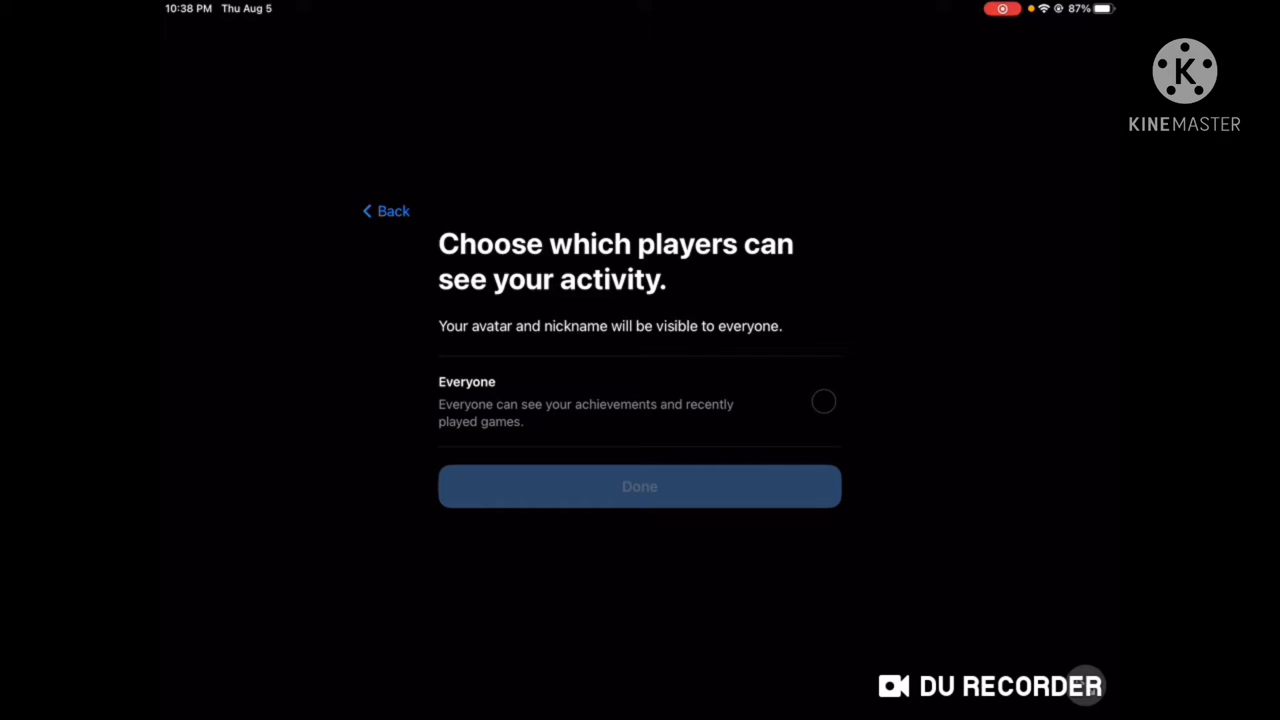 10:38 PM Thu Aug 5 87%
K
KINEMASTER
Back
Choose which players can
see your activity.
Your avatar and nickname will be visible to everyone.
Everyone
Everyone can see your achievements and recently
played games.
Done
DU RECORDER